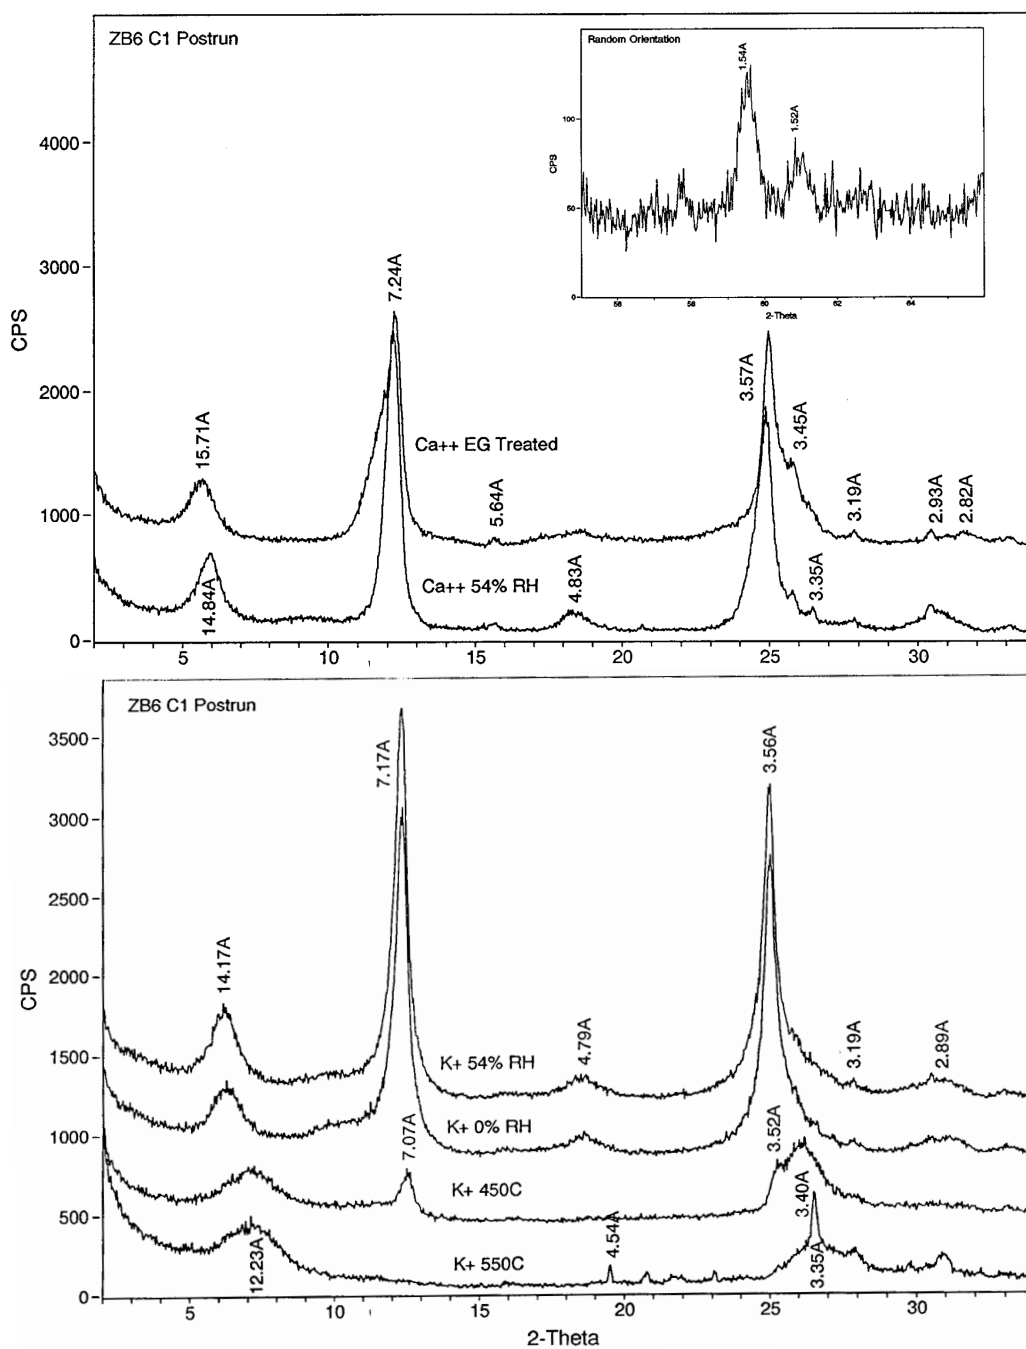 ZB6 C1 Postrun
Random Orientation
1.54A
1.52A
100
50
0
CPS
56
58
60
62
64
2-Theta
4000
3000
2000
1000
0
CPS
15.71A
14.84A
7.24A
Ca++ EG Treated
5.64A
Ca++ 54% RH
4.83A
3.57A
3.45A
3.35A
3.19A
2.93A
2.82A
5
10
15
20
25
30
ZB6 C1 Postrun
3500
3000
2500
2000
1500
1000
500
0
CPS
14.17A
7.17A
3.56A
K+ 54% RH
4.79A
3.19A
2.89A
K+ 0% RH
7.07A
3.52A
K+ 450C
3.40A
4.54A
12.23A
K+ 550C
3.35A
5
10
15
20
25
30
2-Theta